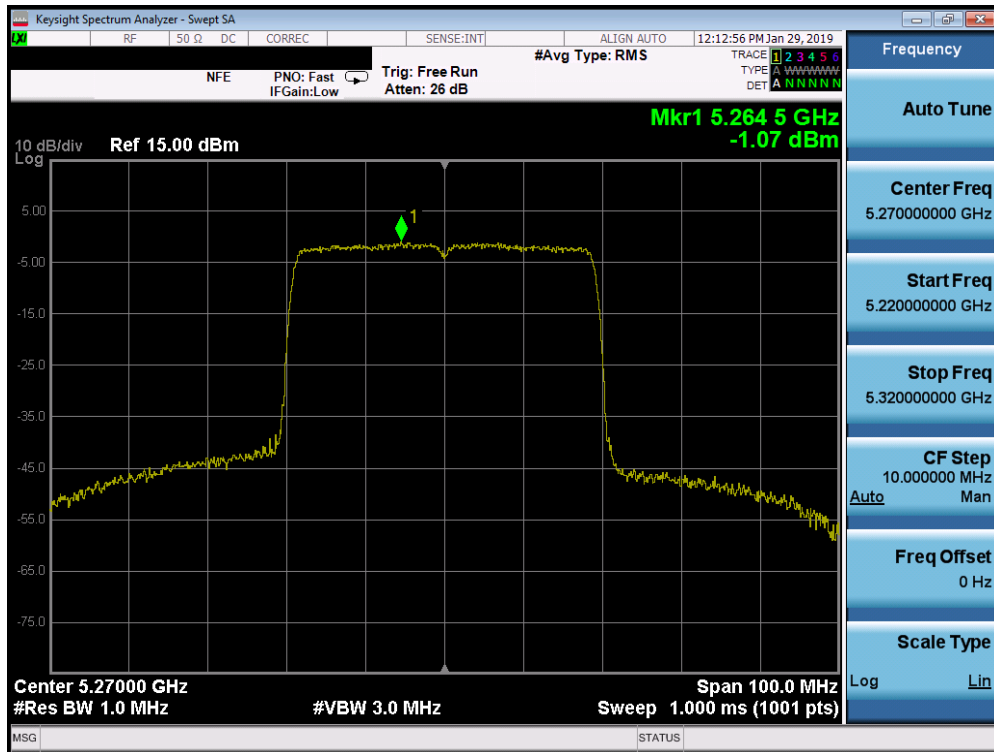 Keysight Spectrum Analyzer - Swept SA
LXI RF 50 Ω DC CORREC SENSE:INT ALIGN AUTO 12:12:56 PM Jan 29, 2019
Frequency
#Avg Type: RMS TRACE 1 2 3 4 5 6
NFE PNO: Fast Trig: Free Run TYPE A W W W W W
IFGain:Low Atten: 26 dB DET A N N N N N
Auto Tune
Mkr1 5.264 5 GHz
-1.07 dBm
10 dB/div Ref 15.00 dBm
Log
Center Freq
5.270000000 GHz
5.00
1
-5.00
Start Freq
5.220000000 GHz
-15.0
-25.0
Stop Freq
5.320000000 GHz
-35.0
-45.0
CF Step
10.000000 MHz
Auto Man
-55.0
Freq Offset
0 Hz
-65.0
-75.0
Scale Type
Log Lin
Center 5.27000 GHz Span 100.0 MHz
#Res BW 1.0 MHz #VBW 3.0 MHz Sweep 1.000 ms (1001 pts)
MSG STATUS